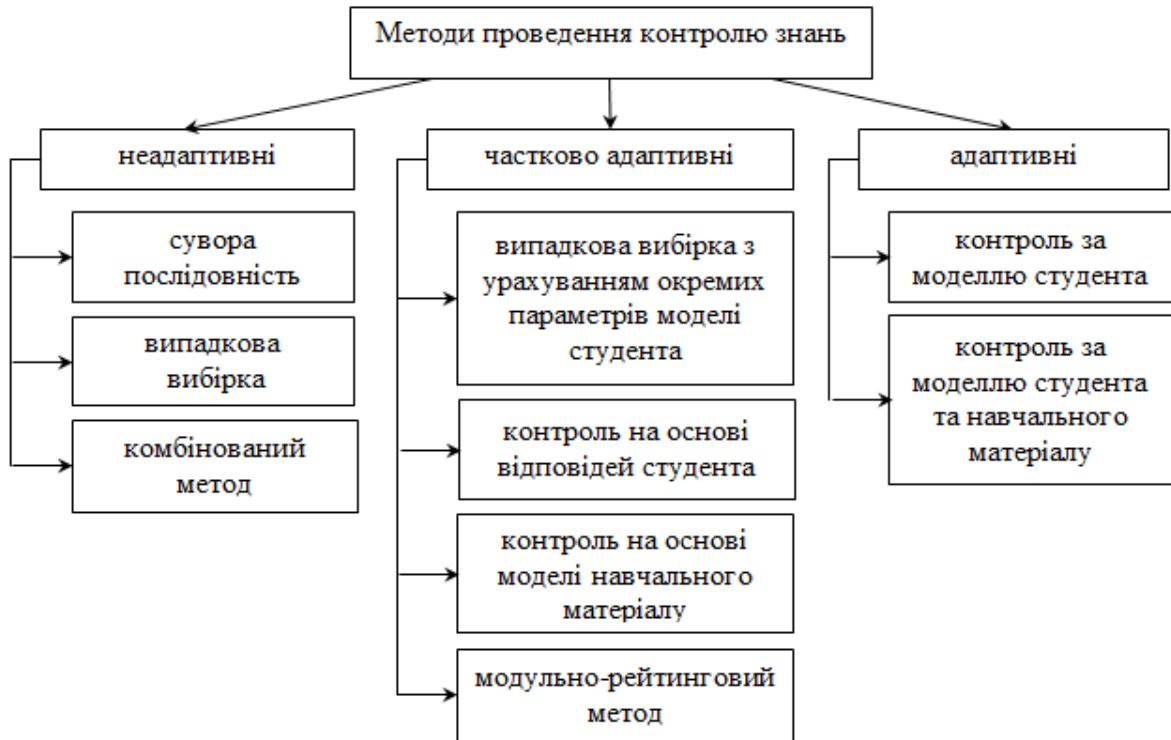 Методи проведення контролю знань
неадаптивні
сувора
послідовність
випадкова
вибірка
комбінований
метод
частково адаптивні
випадкова вибірка з
урахуванням окремих
параметрів моделі
студента
контроль на основі
відповідей студента
контроль на основі
моделі навчального
матеріалу
модульно-рейтинговий
метод
адаптивні
контроль за
моделлю студента
контроль за
моделлю студента
та навчального
матеріалу